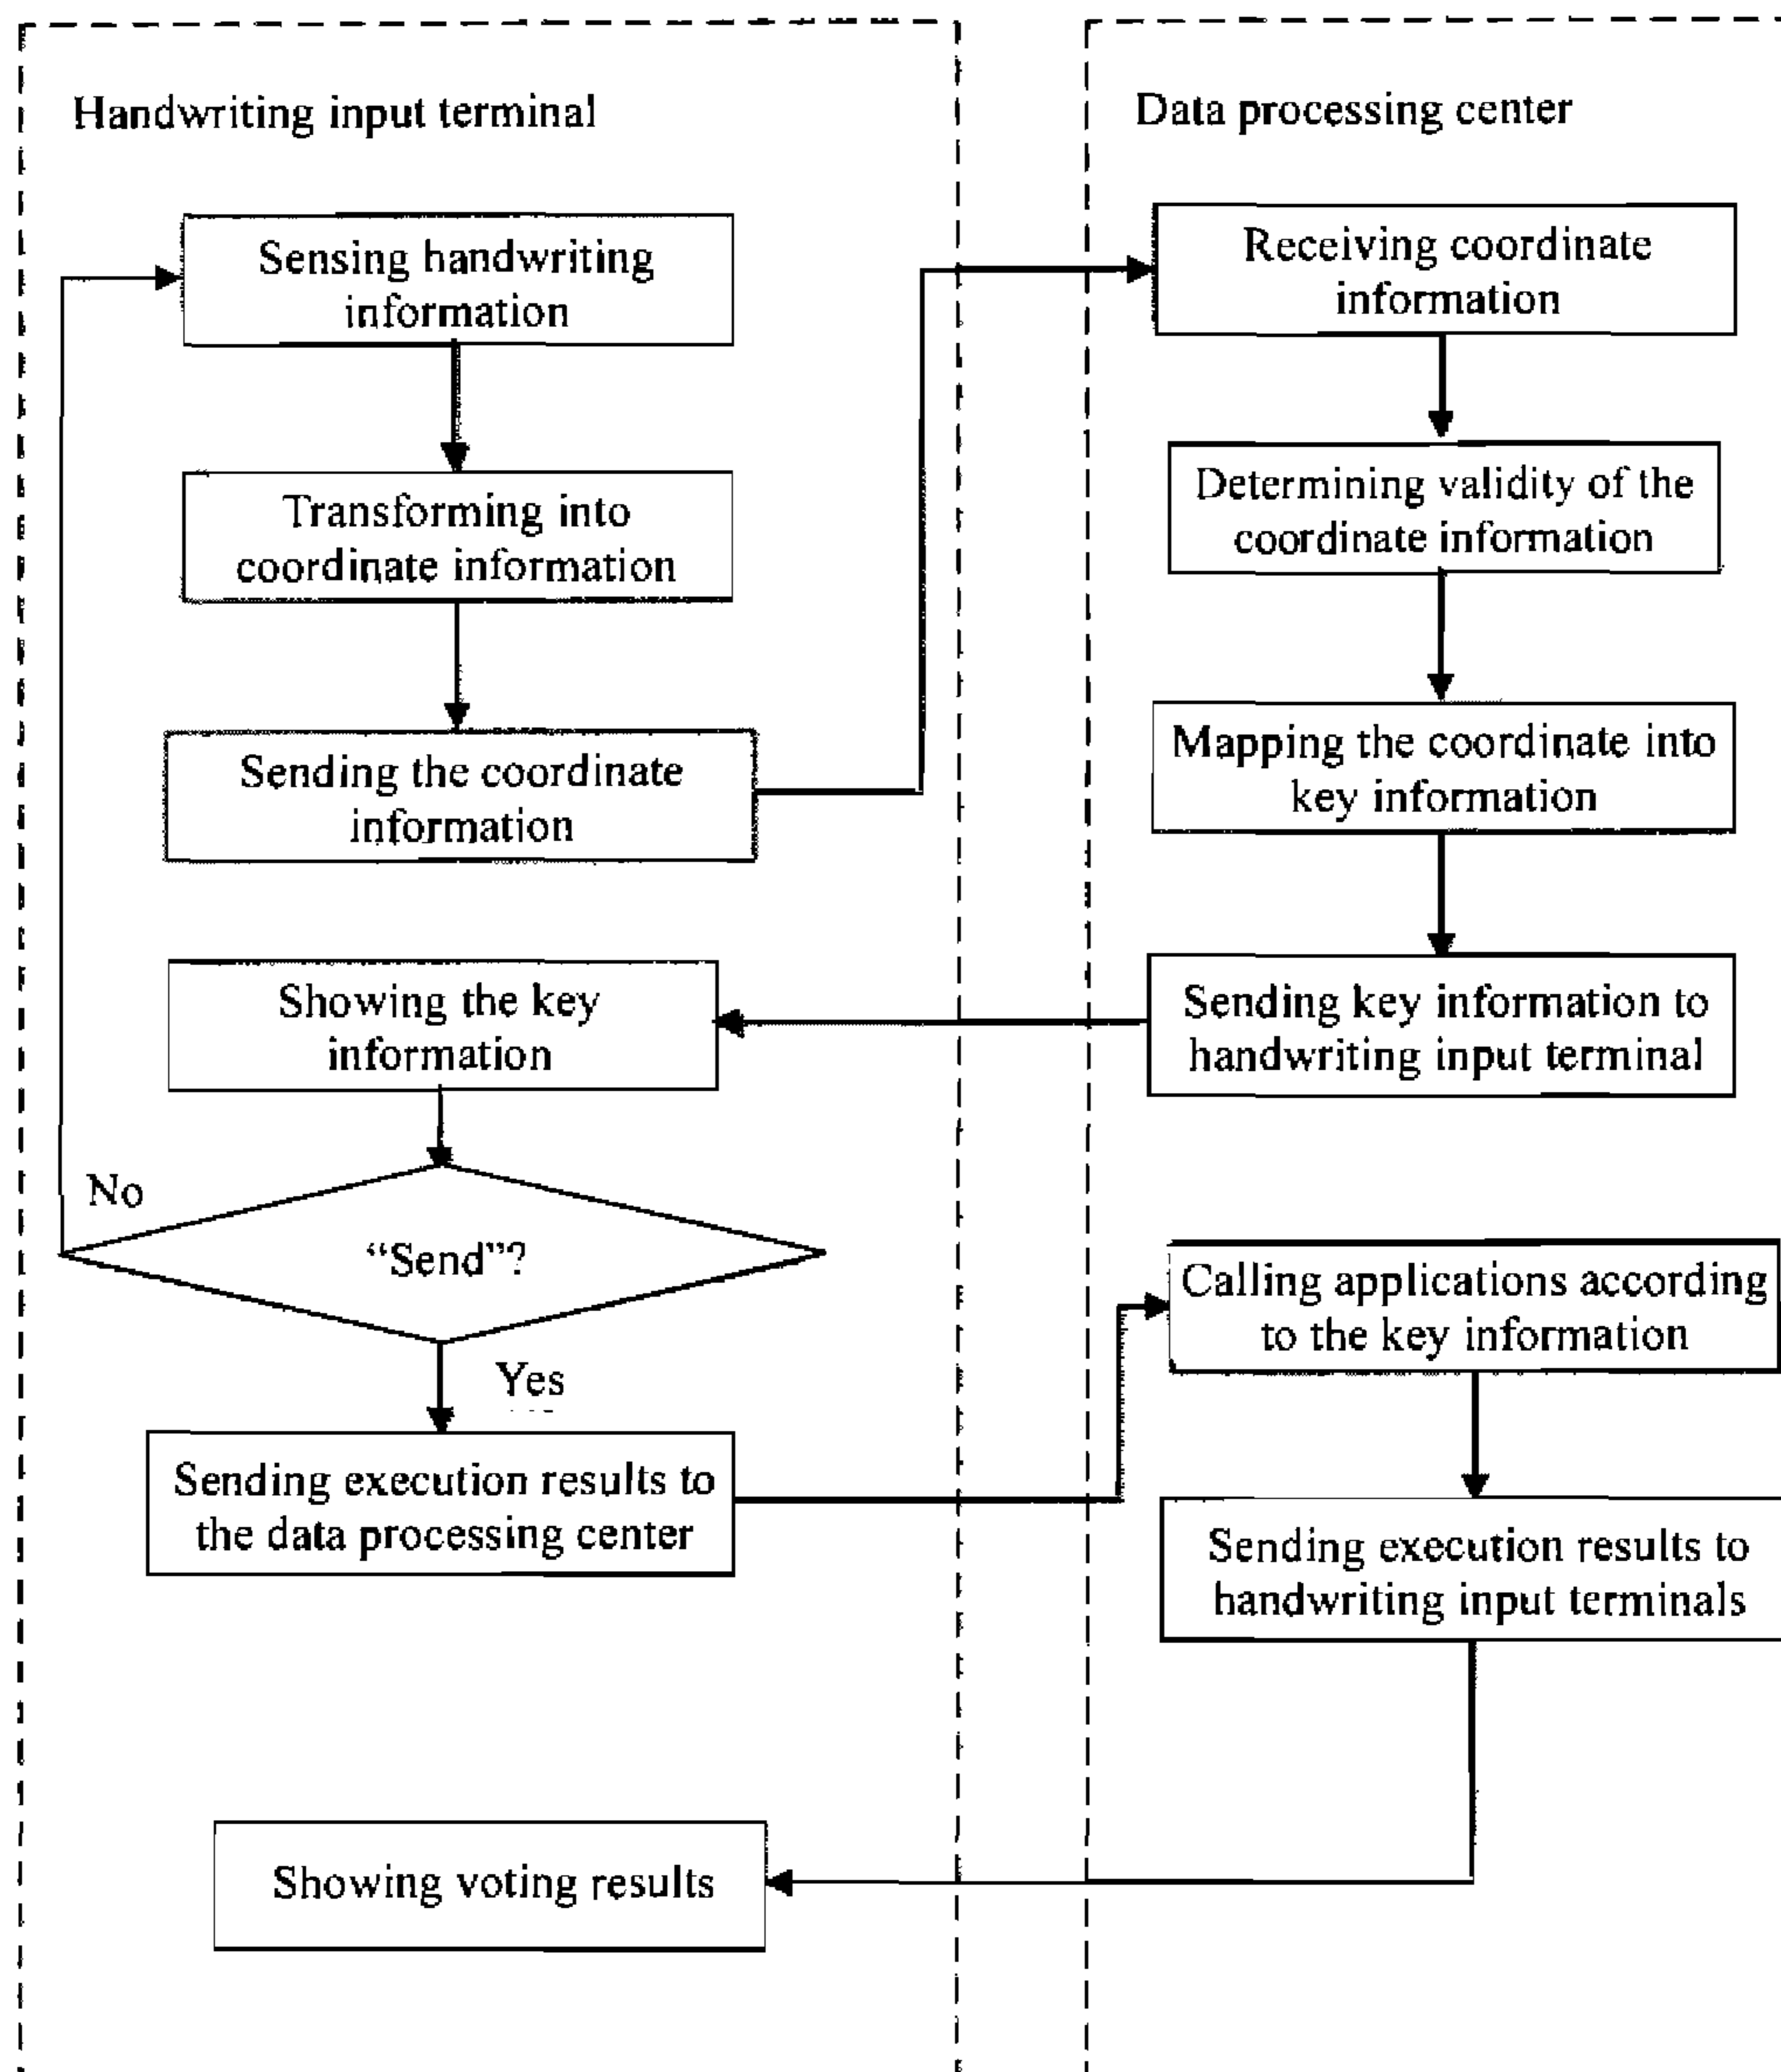 Handwriting input terminal
Sensing handwriting
information
Transforming into
coordinate information
Sending the coordinate
information
Showing the key
information
No
“Send”?
Yes
Sending execution results to
the data processing center
Showing voting results
Data processing center
Receiving coordinate
information
Determining validity of the
coordinate information
Mapping the coordinate into
key information
Sending key information to
handwriting input terminal
Calling applications according
to the key information
Sending execution results to
handwriting input terminals